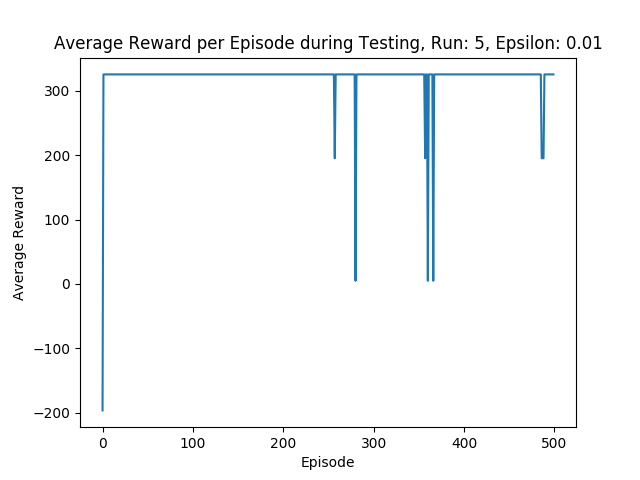 Average Reward per Episode during Testing, Run: 5, Epsilon: 0.01
300
200
100
0
−100
−200
Average Reward
0 100 200 300 400 500
Episode